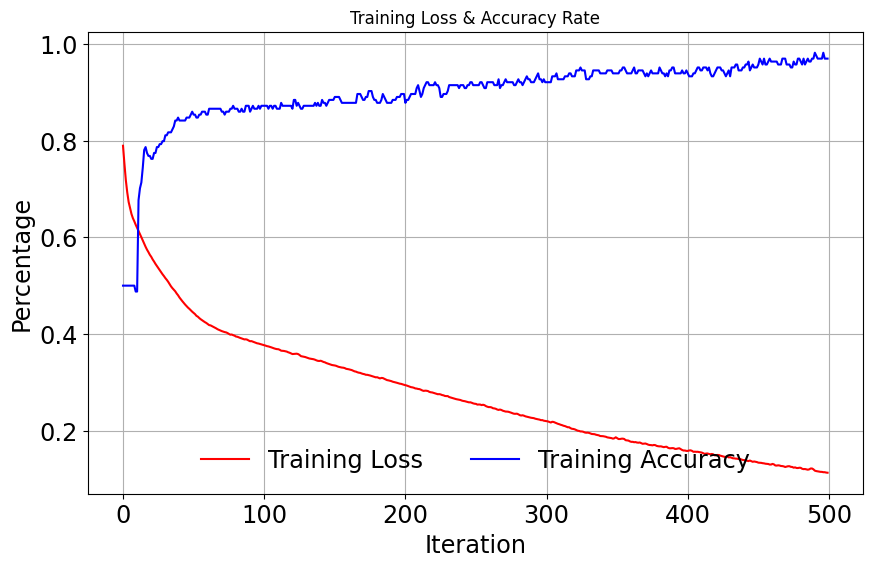 Training Loss & Accuracy Rate
1.0
0.8
0.6
0.4
0.2
Percentage
Training Loss
Training Accuracy
0
100
200
300
400
500
Iteration